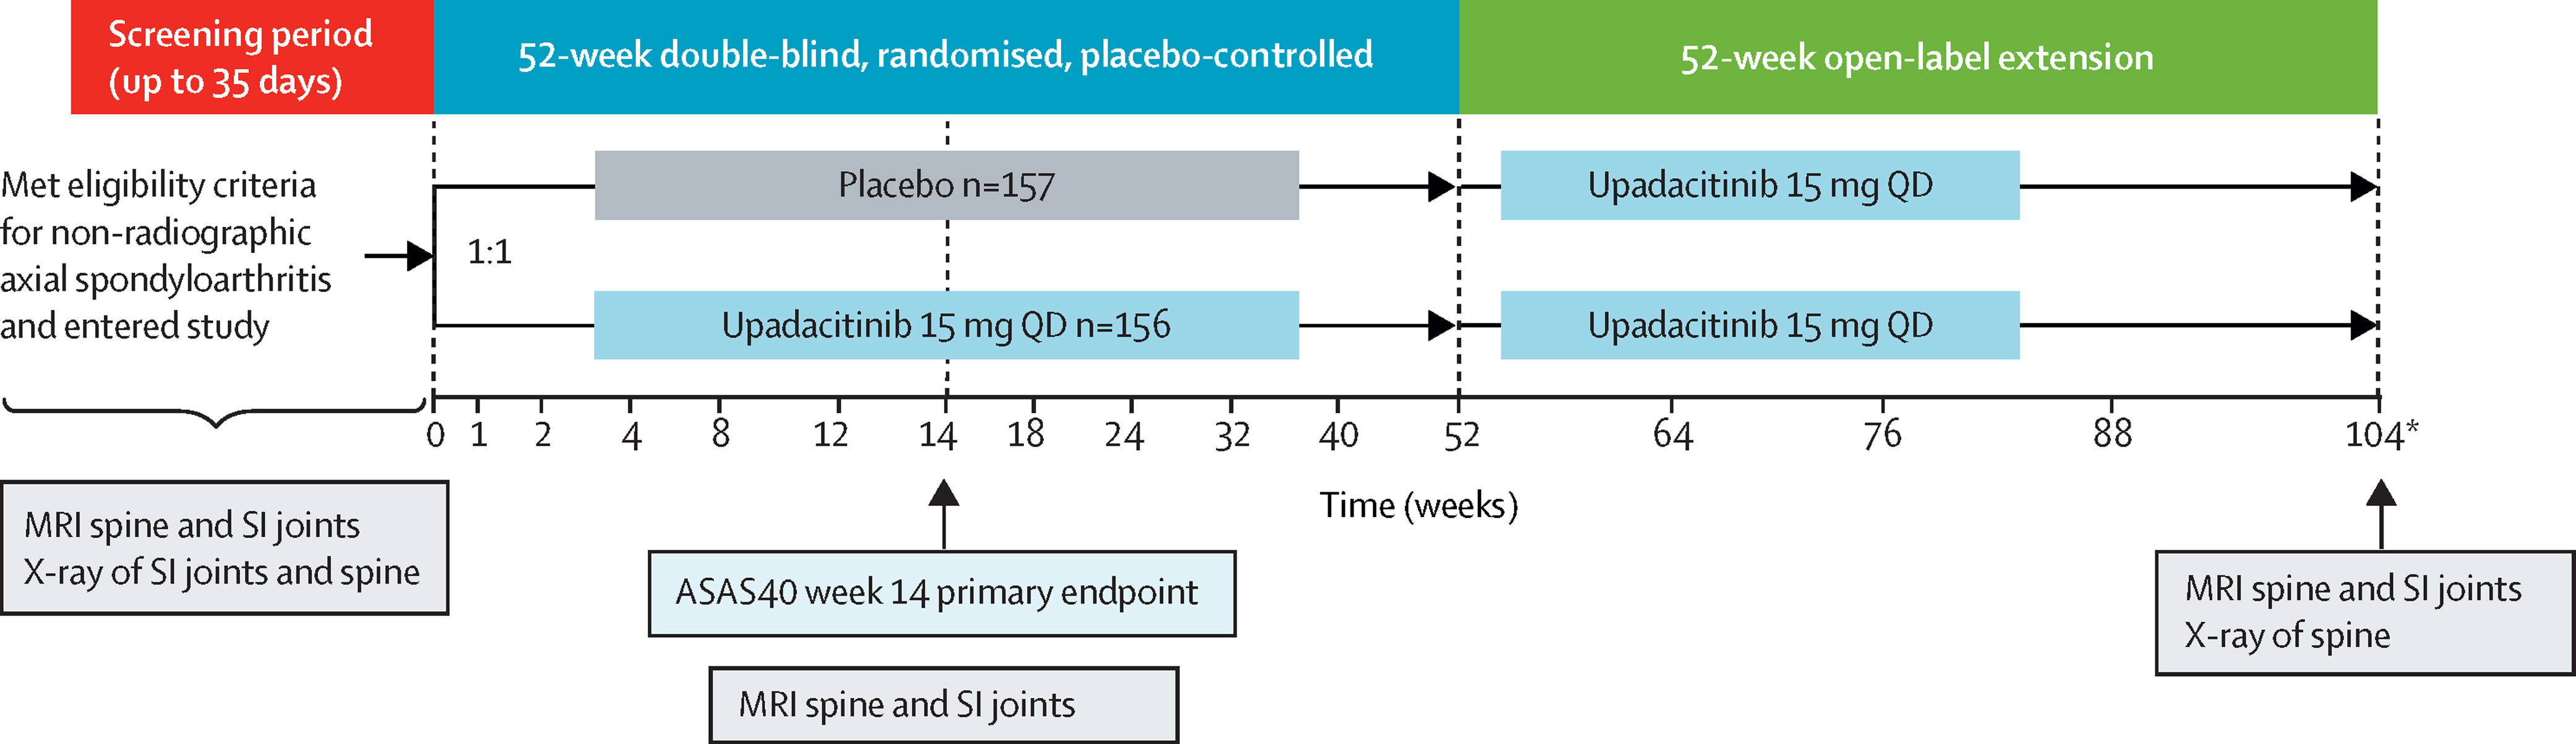 Screening period
(up to 35 days)
52-week double-blind, randomised, placebo-controlled
52-week open-label extension
Met eligibility criteria
for non-radiographic
axial spondyloarthritis
and entered study
1:1
Placebo n=157
Upadacitinib 15 mg QD
Upadacitinib 15 mg QD n=156
Upadacitinib 15 mg QD
0 1 2 4 8 12 14 18 24 32 40 52 64 76 88 104*
Time (weeks)
MRI spine and SI joints
X-ray of SI joints and spine
ASAS40 week 14 primary endpoint
MRI spine and SI joints
MRI spine and SI joints
X-ray of spine